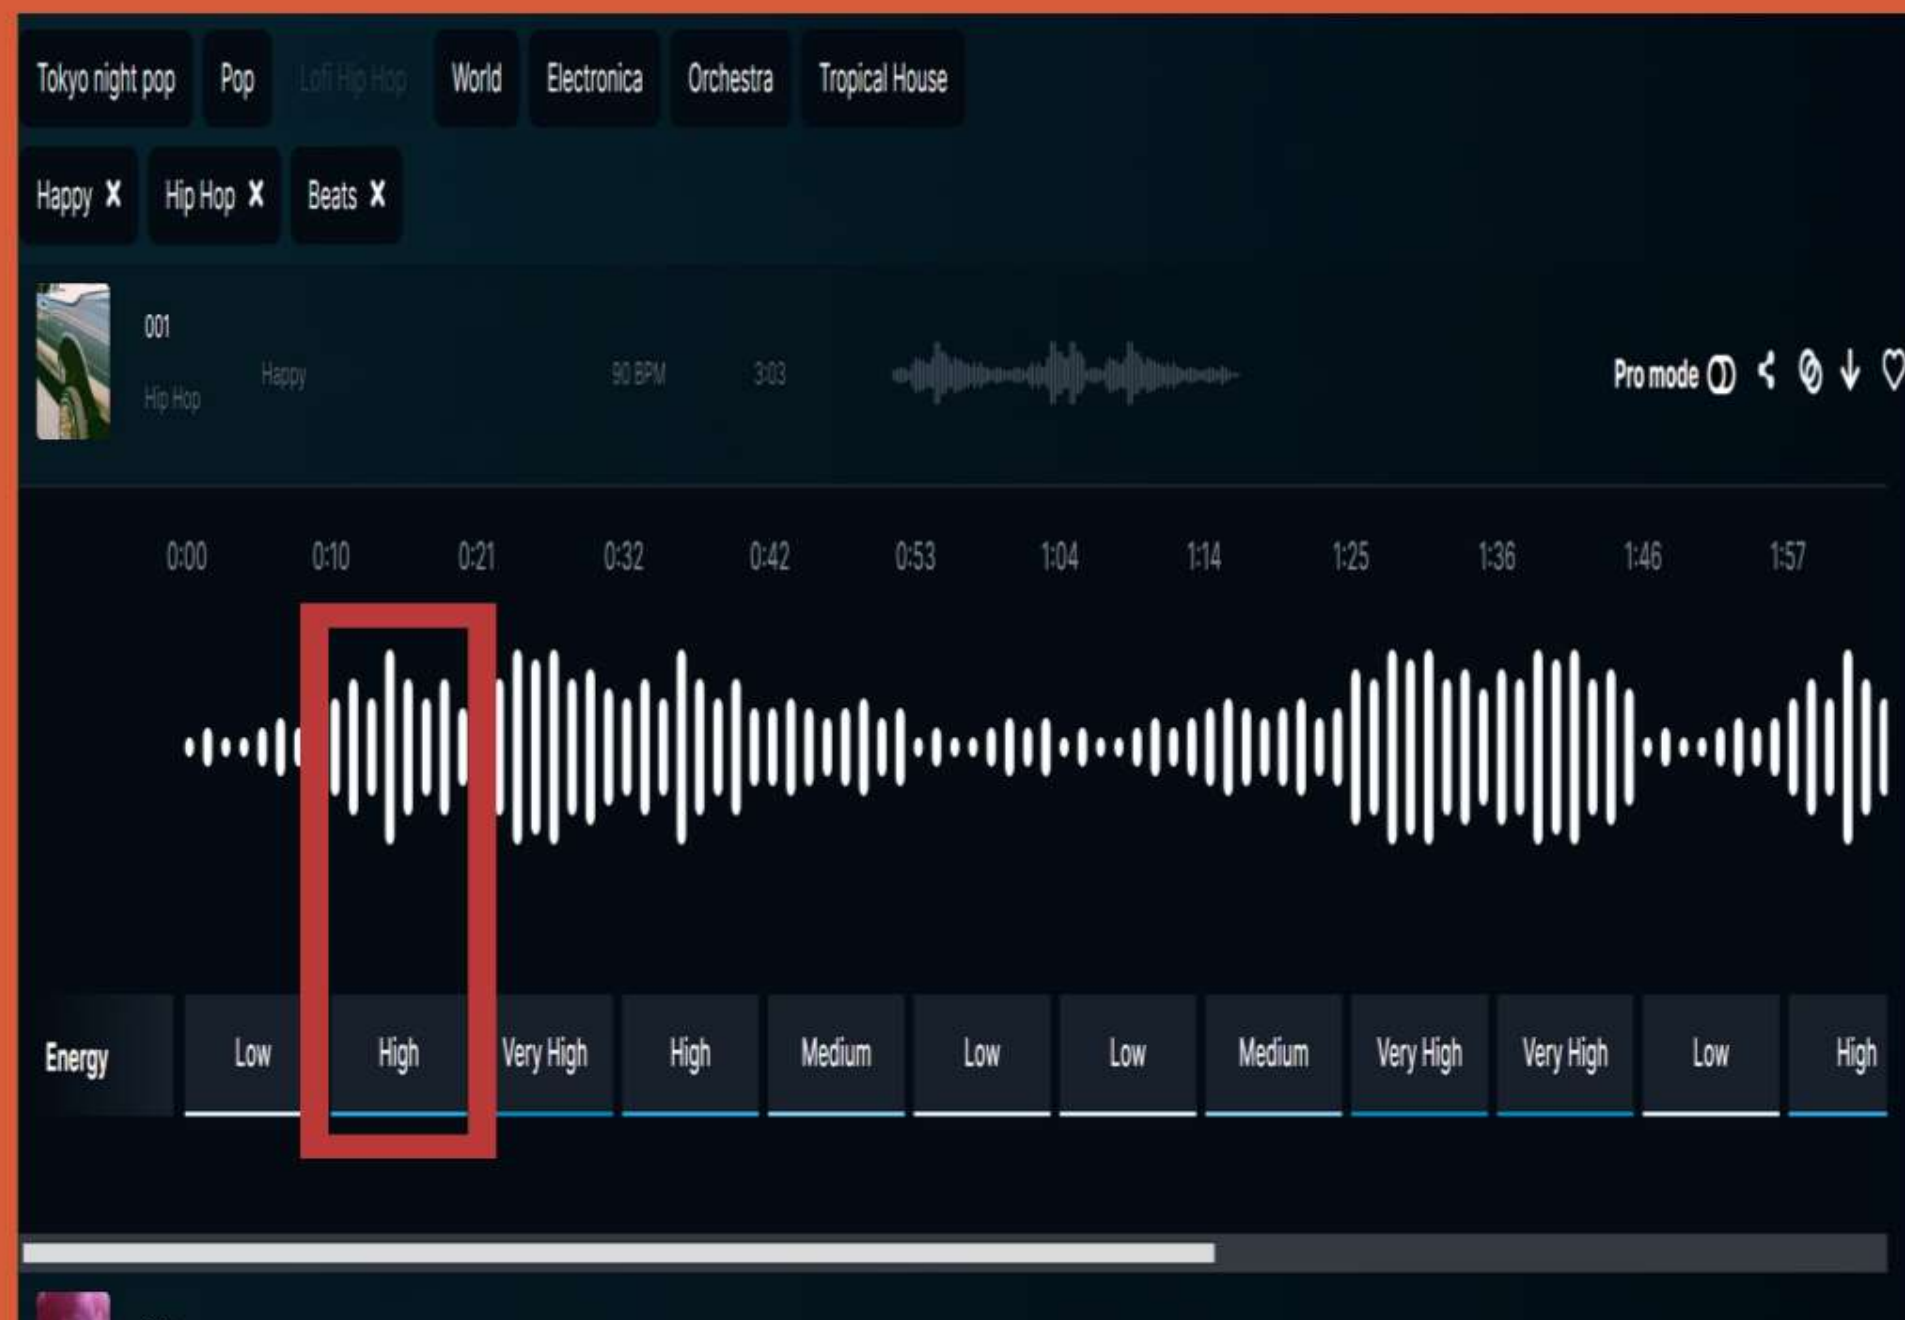 Tokyo night pop Pop Lofi Hip Hop World Electronica Orchestra Tropical House
Happy X Hip Hop X Beats X
001
Hip Hop Happy 90 BPM 3:03 Pro mode
0:00 0:10 0:21 0:32 0:42 0:53 1:04 1:14 1:25 1:36 1:46 1:57
Energy Low High Very High High Medium Low Low Medium Very High Very High Low High